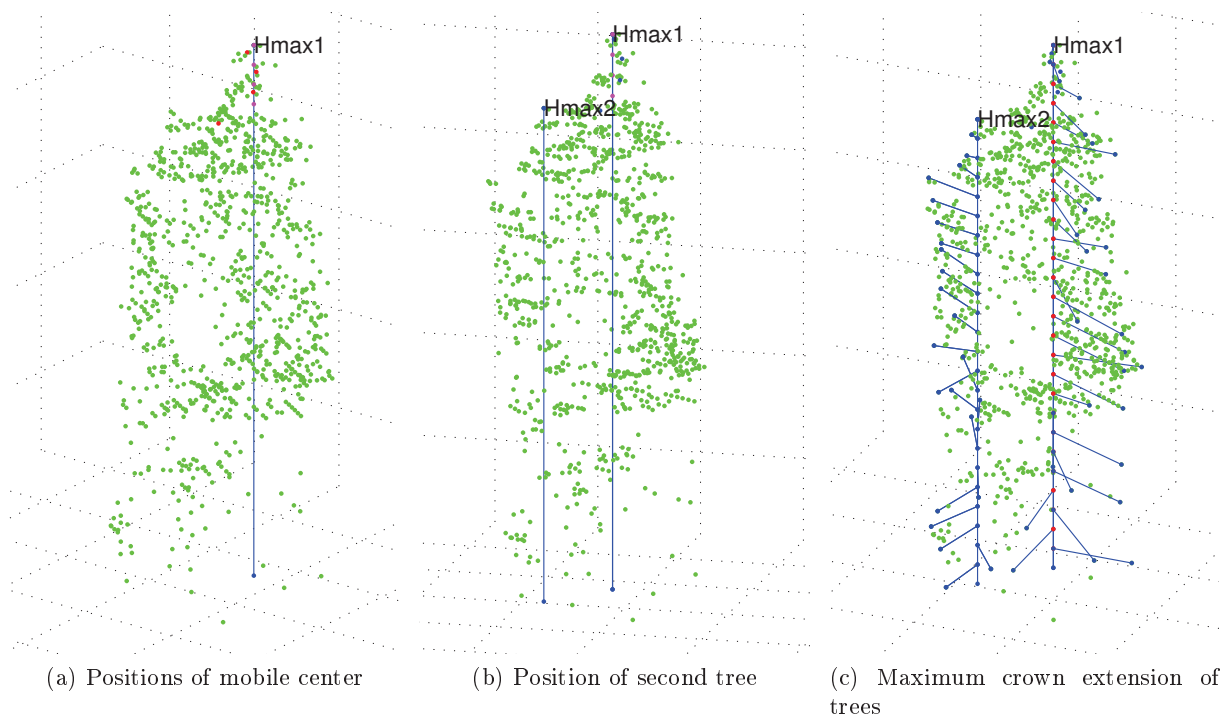 Hmax1
Hmax1
Hmax2
Hmax1
Hmax2
(a) Positions of mobile center
(b) Position of second tree
(c) Maximum crown extension of
trees